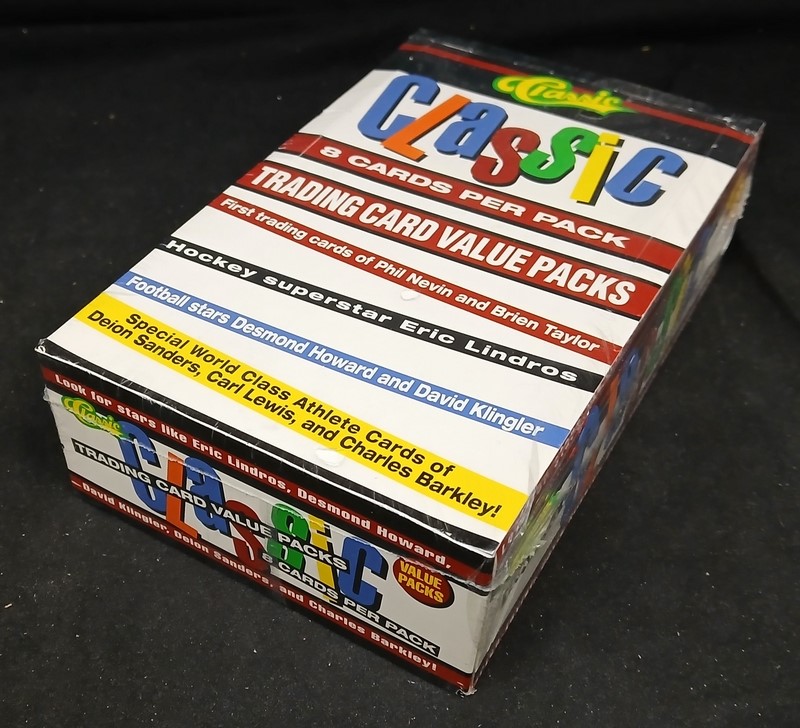 Classic
CLaSSiC
8 CARDS PER PACK
TRADING CARD VALUE PACKS
First trading cards of Phil Nevin and Brien Taylor
Hockey superstar Eric Lindros
Football stars Desmond Howard and David Klingler
Special World Class Athlete Cards of
Deion Sanders, Carl Lewis, and Charles Barkley!
Look for stars like Eric Lindros, Desmond Howard,
Classic
CLaSSiC
TRADING CARD VALUE PACKS
8 CARDS PER PACK
VALUE
PACKS
David Klingler, Deion Sanders, and Charles Barkley!